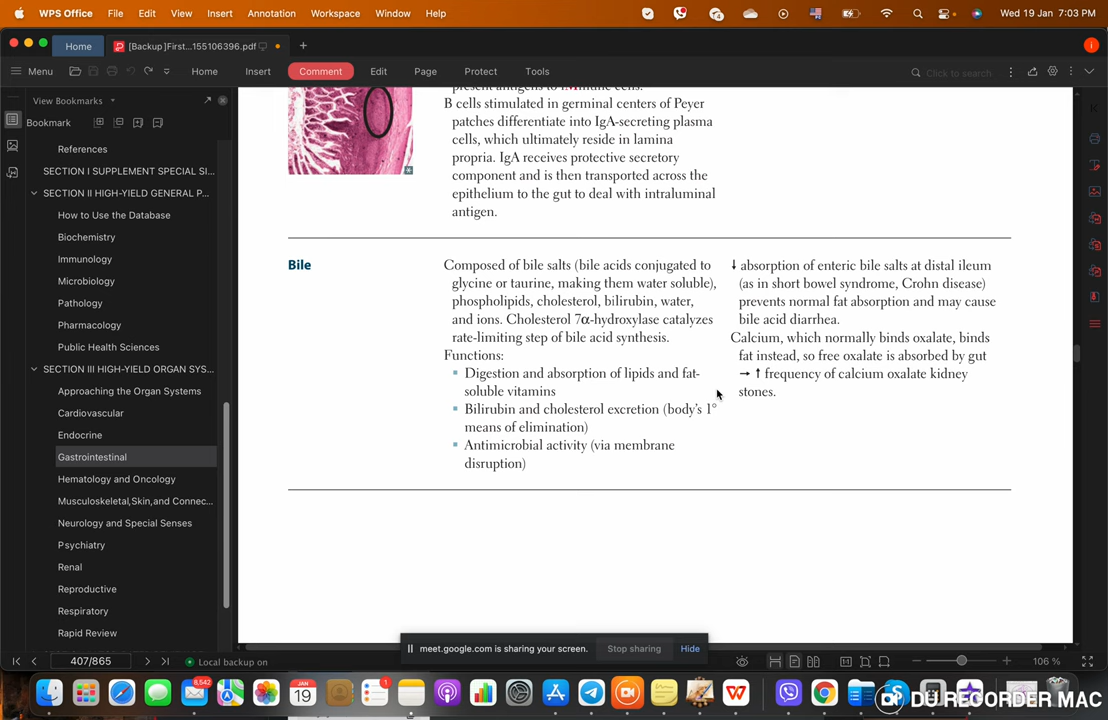 WPS Office File Edit View Insert Annotation Workspace Window Help Wed 19 Jan 7:03 PM
Home [Backup]First...155106396.pdf
Menu Home Insert Comment Edit Page Protect Tools Click to search
View Bookmarks
Bookmark
References
SECTION I SUPPLEMENT SPECIAL SI...
SECTION II HIGH-YIELD GENERAL P...
How to Use the Database
Biochemistry
Immunology
Microbiology
Pathology
Pharmacology
Public Health Sciences
SECTION III HIGH-YIELD ORGAN SYS...
Approaching the Organ Systems
Cardiovascular
Endocrine
Gastrointestinal
Hematology and Oncology
Musculoskeletal,Skin,and Connec...
Neurology and Special Senses
Psychiatry
Renal
Reproductive
Respiratory
Rapid Review
present antigens to iMmune cells.
B cells stimulated in germinal centers of Peyer
patches differentiate into IgA-secreting plasma
cells, which ultimately reside in lamina
propria. IgA receives protective secretory
component and is then transported across the
epithelium to the gut to deal with intraluminal
antigen.
Bile
Composed of bile salts (bile acids conjugated to
glycine or taurine, making them water soluble),
phospholipids, cholesterol, bilirubin, water,
and ions. Cholesterol 7α-hydroxylase catalyzes
rate-limiting step of bile acid synthesis.
Functions:
▪ Digestion and absorption of lipids and fat-
soluble vitamins
▪ Bilirubin and cholesterol excretion (body's 1°
means of elimination)
▪ Antimicrobial activity (via membrane
disruption)
↓ absorption of enteric bile salts at distal ileum
(as in short bowel syndrome, Crohn disease)
prevents normal fat absorption and may cause
bile acid diarrhea.
Calcium, which normally binds oxalate, binds
fat instead, so free oxalate is absorbed by gut
→ ↑ frequency of calcium oxalate kidney
stones.
meet.google.com is sharing your screen. Stop sharing Hide
407/865 Local backup on 106 %
8,542
JAN
19
1
DU RECORDER MAC